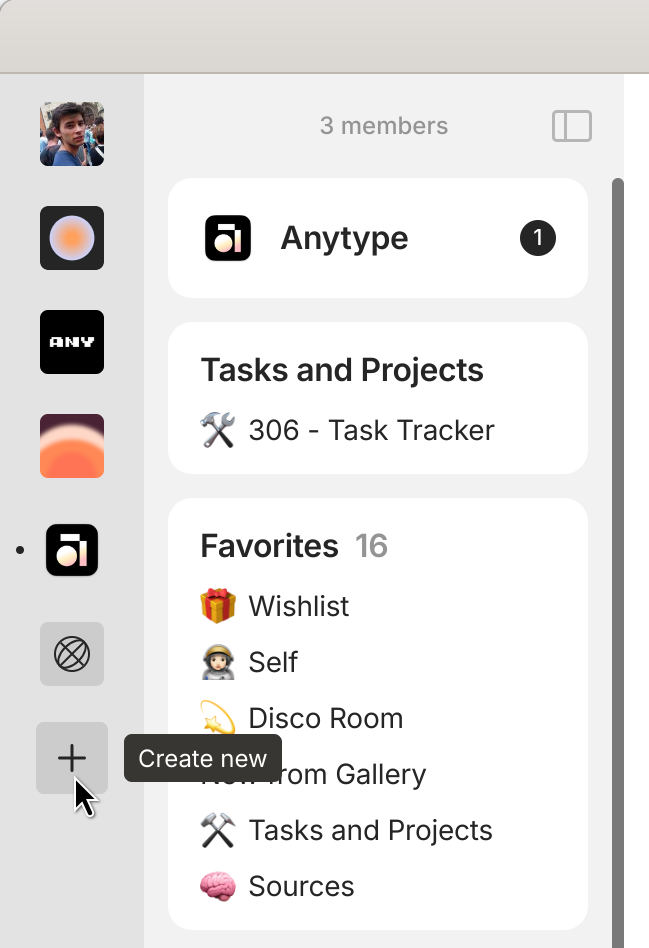 3 members
ANY
Anytype
1
Tasks and Projects
306 - Task Tracker
Favorites 16
Wishlist
Self
Disco Room
Create new
from Gallery
Tasks and Projects
Sources